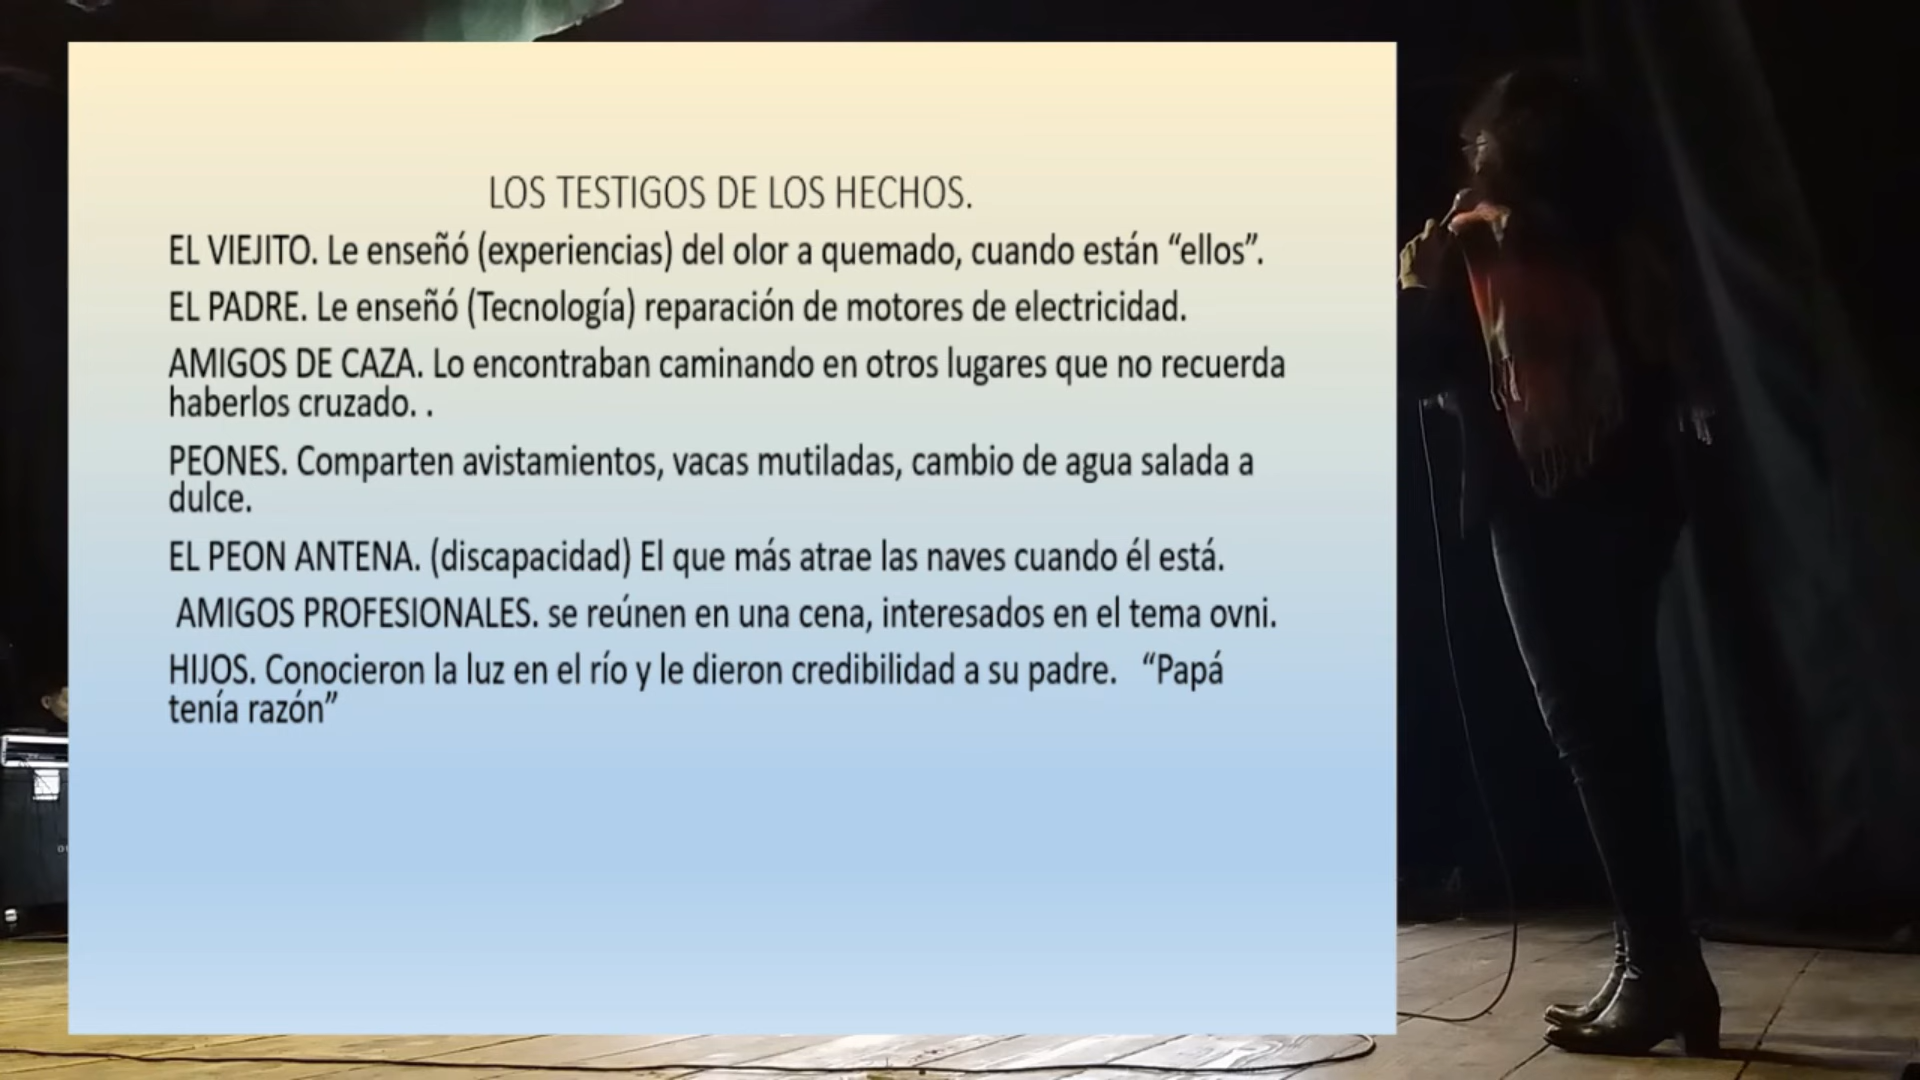 LOS TESTIGOS DE LOS HECHOS.
EL VIEJITO. Le enseñó (experiencias) del olor a quemado, cuando están “ellos”.
EL PADRE. Le enseñó (Tecnología) reparación de motores de electricidad.
AMIGOS DE CAZA. Lo encontraban caminando en otros lugares que no recuerda
haberlos cruzado. .
PEONES. Comparten avistamientos, vacas mutiladas, cambio de agua salada a
dulce.
EL PEON ANTENA. (discapacidad) El que más atrae las naves cuando él está.
AMIGOS PROFESIONALES. se reúnen en una cena, interesados en el tema ovni.
HIJOS. Conocieron la luz en el río y le dieron credibilidad a su padre. “Papá
tenía razón”